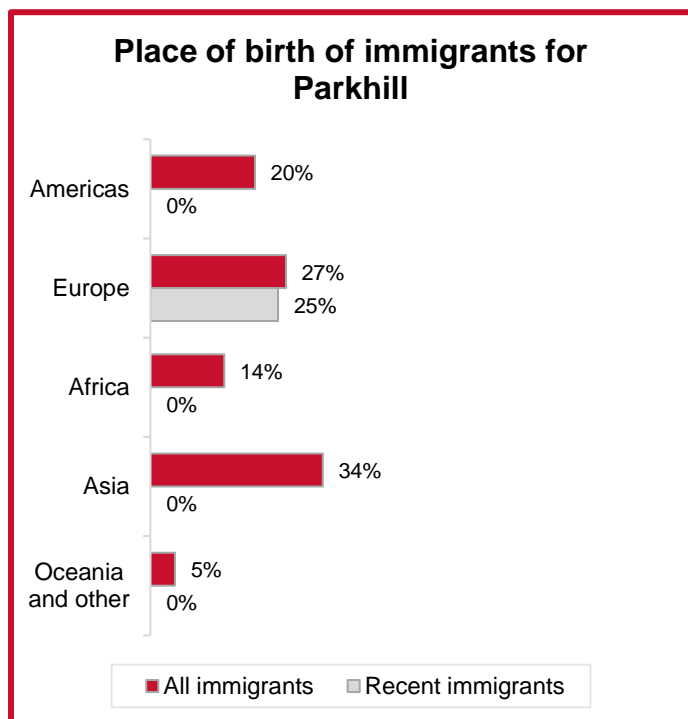 Place of birth of immigrants for
Parkhill
Americas
20%
0%
Europe
27%
25%
Africa
14%
0%
Asia
34%
0%
Oceania
and other
5%
0%
All immigrants
Recent immigrants